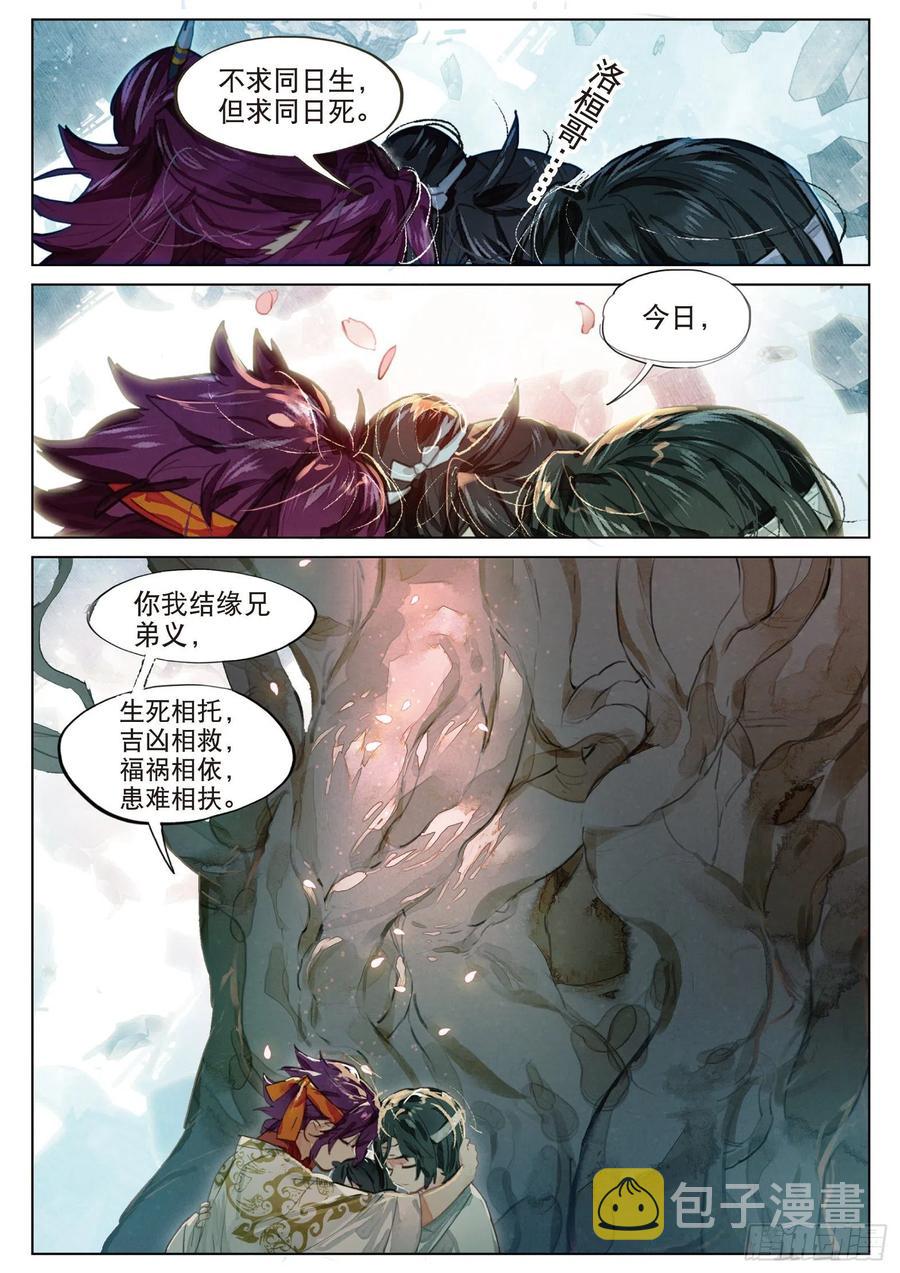 不求同日生，
但求同日死。
洛桓哥……
今日，
你我结缘兄
弟义，
生死相托，
吉凶相救，
福祸相依，
患难相扶。
包子漫畫